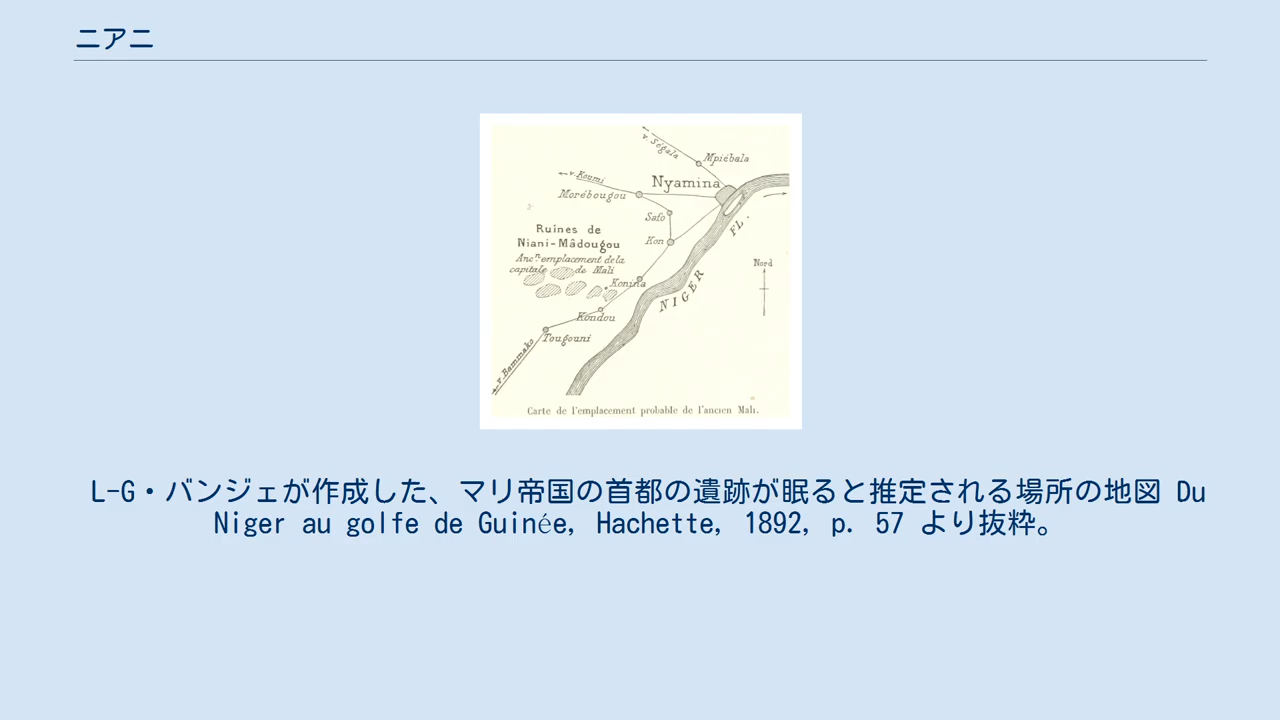 ニアニ
v. Ségala
Mpiébala
v. Koumi
Nyamina
Morébougou
Safo
FL.
Ruines de
Kon
Niani-Mâdougou
Ancⁿ emplacement de la
capitale de Mali
Nord
Konina
NIGER
Kondou
Tougouni
v. Bammako
Carte de l'emplacement probable de l'ancien Mali.
L-G・バンジェが作成した、マリ帝国の首都の遺跡が眠ると推定される場所の地図 Du
Niger au golfe de Guinée, Hachette, 1892, p. 57 より抜粋。